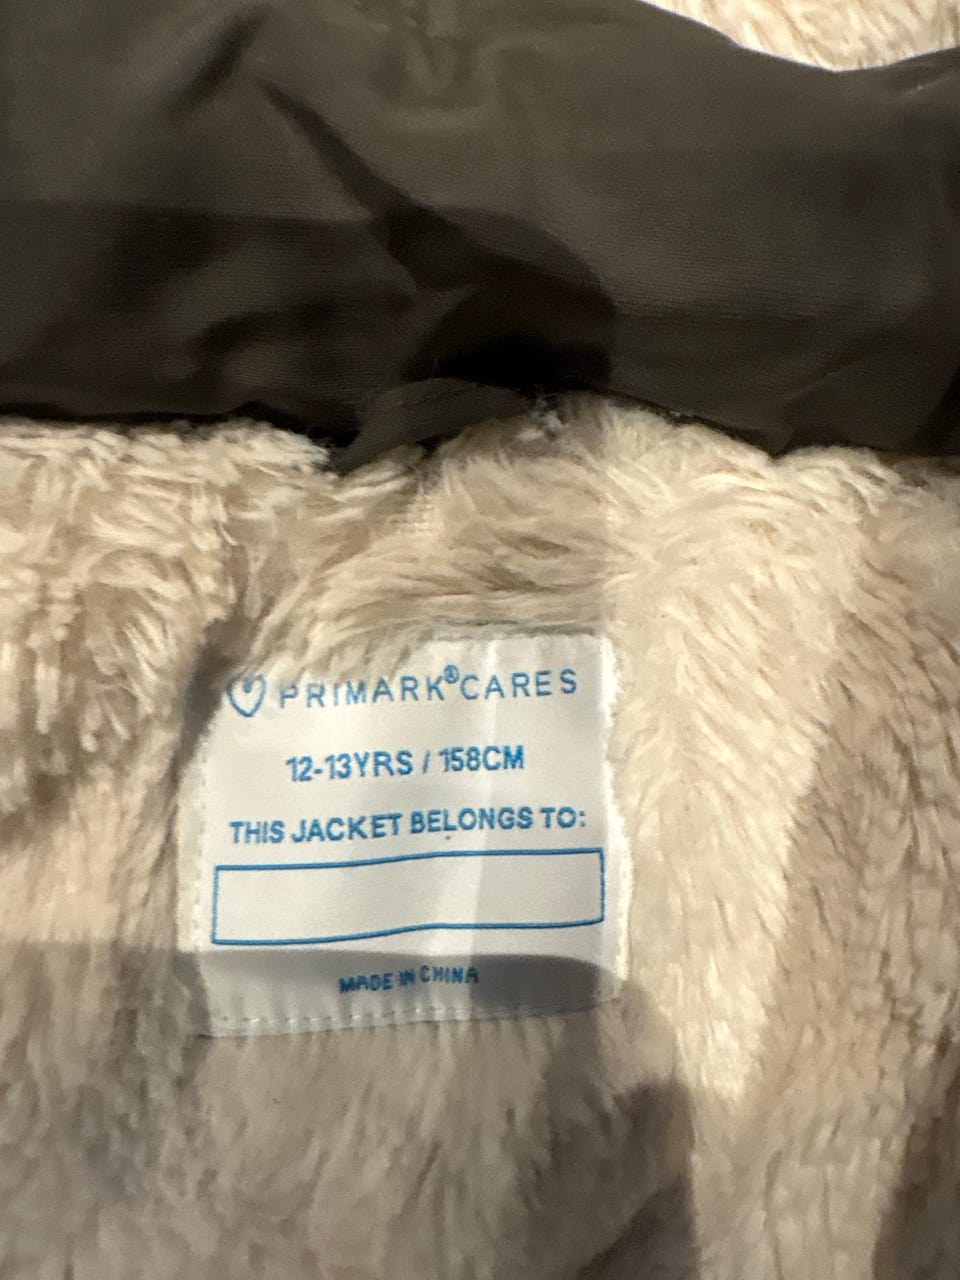 PRIMARK® CARES
12-13YRS / 158CM
THIS JACKET BELONGS TO:
MADE IN CHINA